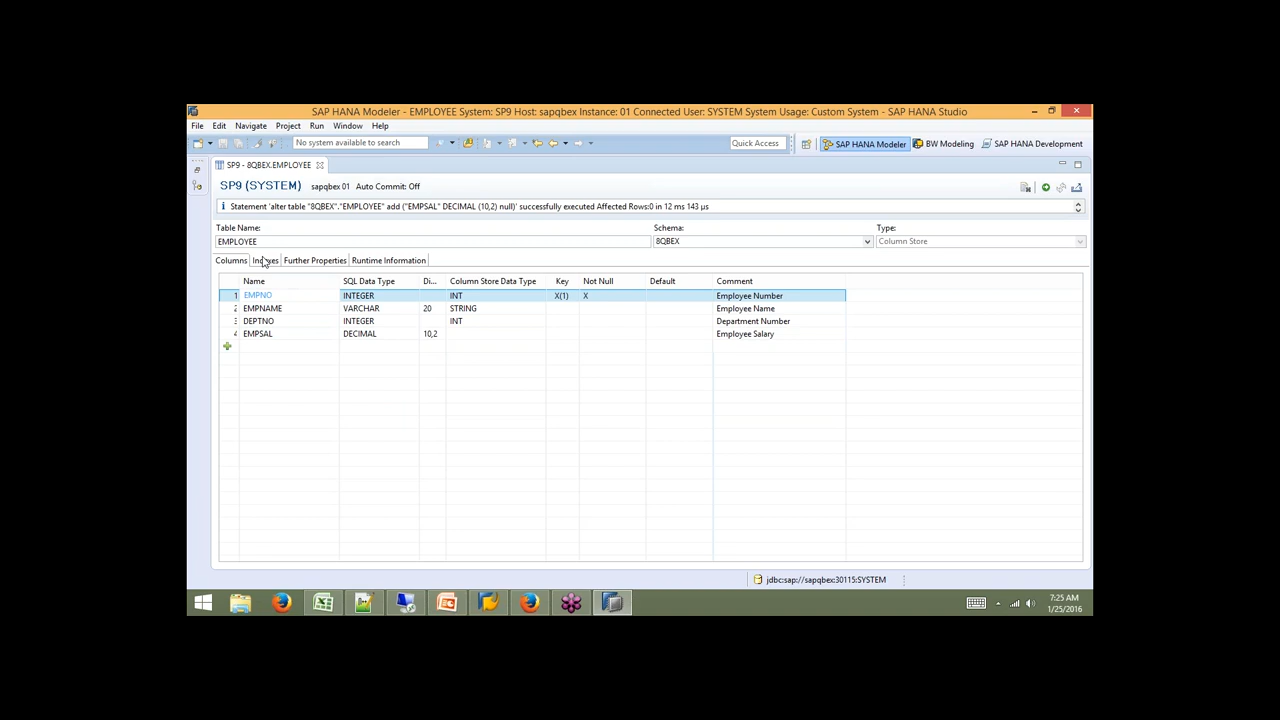 SAP HANA Modeler - EMPLOYEE System: SP9 Host: sapqbex Instance: 01 Connected User: SYSTEM System Usage: Custom System - SAP HANA Studio
File Edit Navigate Project Run Window Help
No system available to search Quick Access SAP HANA Modeler BW Modeling SAP HANA Development
SP9 - 8QBEX.EMPLOYEE
SP9 (SYSTEM) sapqbex 01 Auto Commit: Off
Statement 'alter table "8QBEX"."EMPLOYEE" add ("EMPSAL" DECIMAL (10,2) null)' successfully executed Affected Rows:0 in 12 ms 143 µs
Table Name: Schema: Type:
EMPLOYEE 8QBEX Column Store
Columns Indexes Further Properties Runtime Information
Name SQL Data Type Di... Column Store Data Type Key Not Null Default Comment
1 EMPNO INTEGER INT X(1) X Employee Number
2 EMPNAME VARCHAR 20 STRING Employee Name
3 DEPTNO INTEGER INT Department Number
4 EMPSAL DECIMAL 10,2 Employee Salary
jdbc:sap://sapqbex:30115:SYSTEM
7:25 AM
1/25/2016